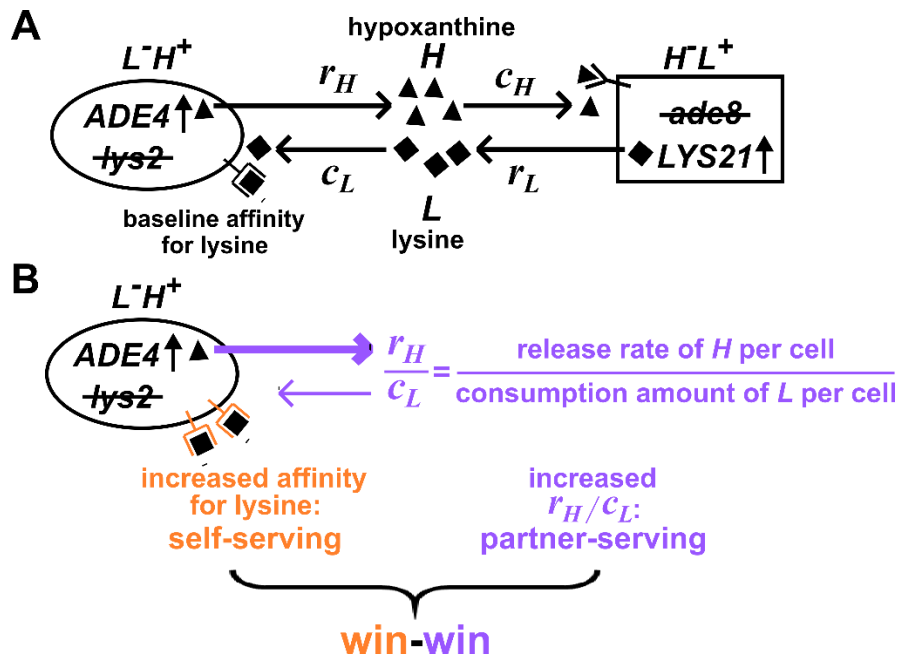 A
L⁻H⁺
hypoxanthine
H
H⁻L⁺
r_H
c_H
ADE4
ade8
lys2
LYS21
c_L
r_L
baseline affinity
for lysine
L
lysine
B
L⁻H⁺
ADE4
lys2
r_H
c_L
=
release rate of H per cell
consumption amount of L per cell
increased affinity
for lysine:
self-serving
increased
r_H/c_L:
partner-serving
win-win